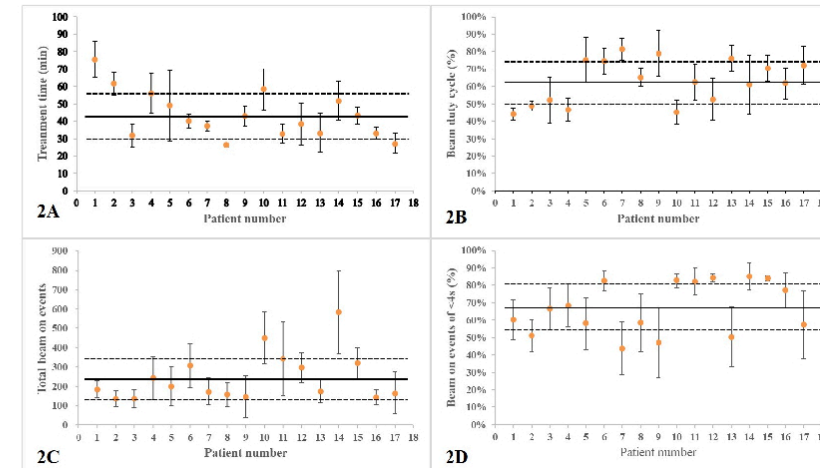 Treanment time (min)
100
90
80
70
60
50
40
30
20
10
0
0 1 2 3 4 5 6 7 8 9 10 11 12 13 14 15 16 17 18
Patient number
2A
Beam duty cycle (%)
100%
90%
80%
70%
60%
50%
40%
30%
20%
10%
0%
0 1 2 3 4 5 6 7 8 9 10 11 12 13 14 15 16 17 18
Patient number
2B
Total beam on events
900
800
700
600
500
400
300
200
100
0
0 1 2 3 4 5 6 7 8 9 10 11 12 13 14 15 16 17 18
Patient number
2C
Beam on events of <4s (%)
100%
90%
80%
70%
60%
50%
40%
30%
20%
10%
0%
0 1 2 3 4 5 6 7 8 9 10 11 12 13 14 15 16 17 18
Patient number
2D